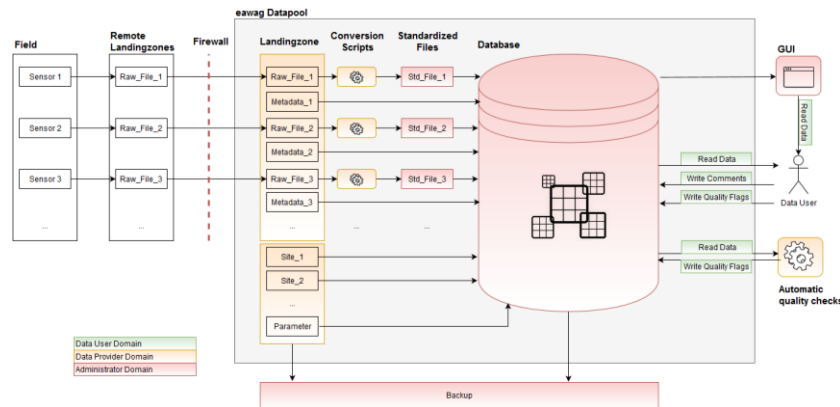 eawag Datapool
Field
Remote
Landingzones
Firewall
Landingzone
Conversion
Scripts
Standardized
Files
Database
GUI
Sensor 1
Raw_File_1
Raw_File_1
Std_File_1
Metadata_1
Sensor 2
Raw_File_2
Raw_File_2
Std_File_2
Metadata_2
Sensor 3
Raw_File_3
Raw_File_3
Std_File_3
Metadata_3
...
...
...
...
...
Read Data
Read Data
Write Comments
Write Quality Flags
Data User
Site_1
Site_2
...
Parameter
Read Data
Write Quality Flags
Automatic
quality checks
Data User Domain
Data Provider Domain
Administrator Domain
Backup